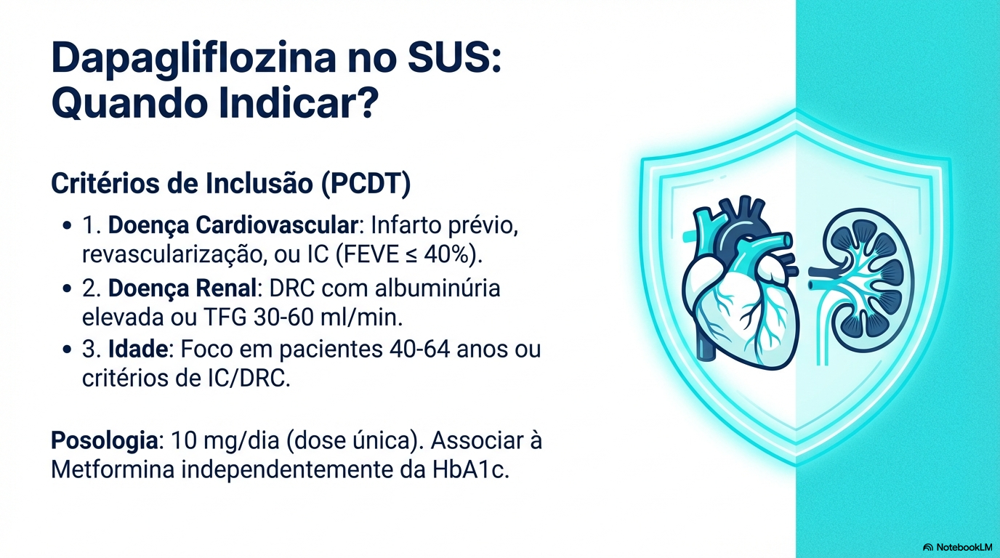 Dapagliflozina no SUS:
Quando Indicar?
Critérios de Inclusão (PCDT)
• 1. Doença Cardiovascular: Infarto prévio,
revascularização, ou IC (FEVE ≤ 40%).
• 2. Doença Renal: DRC com albuminúria
elevada ou TFG 30-60 ml/min.
• 3. Idade: Foco em pacientes 40-64 anos ou
critérios de IC/DRC.
Posologia: 10 mg/dia (dose única). Associar à
Metformina independentemente da HbA1c.
NotebookLM